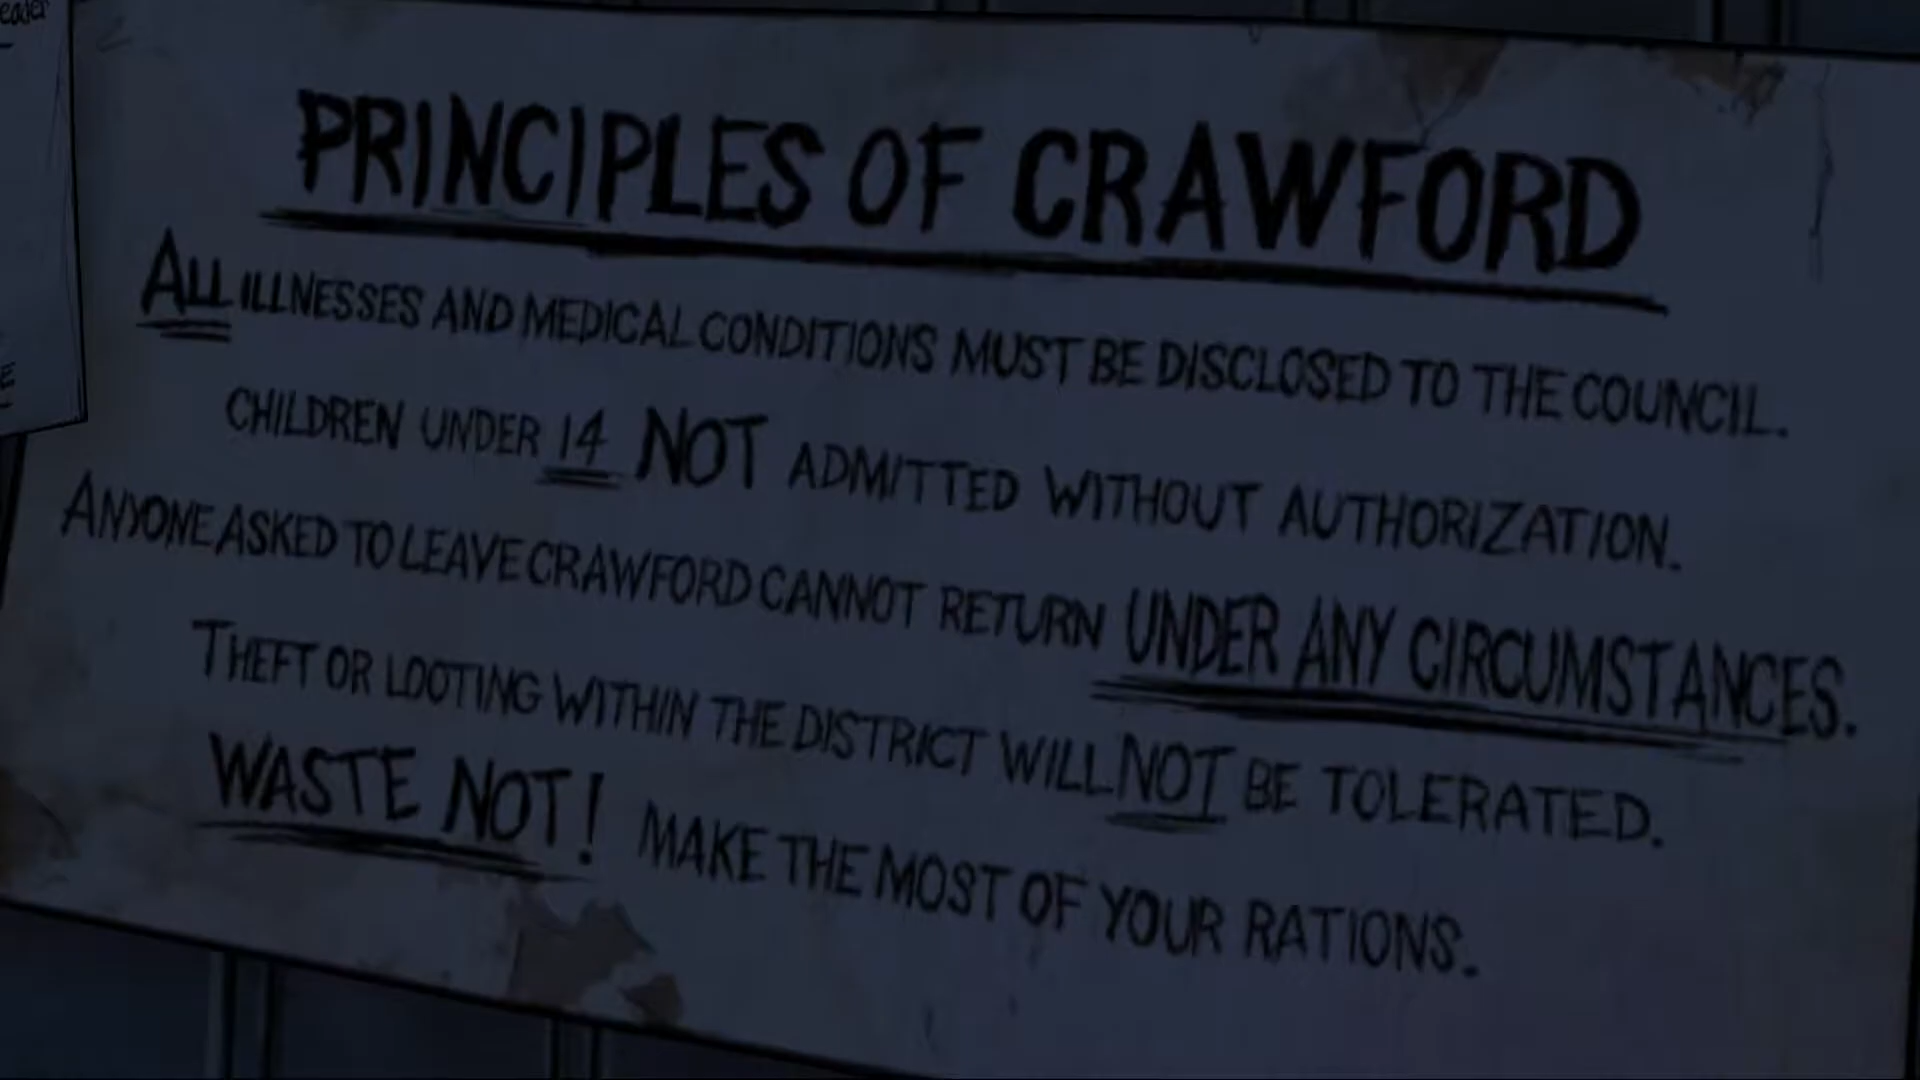 eader
PRINCIPLES OF CRAWFORD
ALL ILLNESSES AND MEDICAL CONDITIONS MUST BE DISCLOSED TO THE COUNCIL.
CHILDREN UNDER 14 NOT ADMITTED WITHOUT AUTHORIZATION.
ANYONE ASKED TO LEAVE CRAWFORD CANNOT RETURN UNDER ANY CIRCUMSTANCES.
THEFT OR LOOTING WITHIN THE DISTRICT WILL NOT BE TOLERATED.
WASTE NOT! MAKE THE MOST OF YOUR RATIONS.